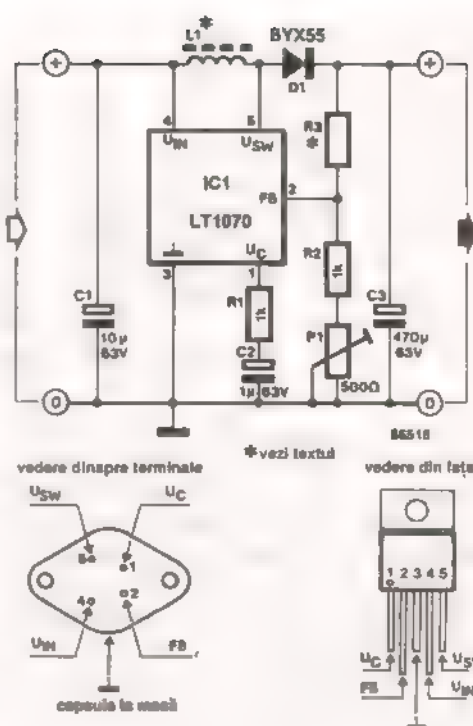 L1*
BYX55
+
+
D1
4
5
UIN
USW
R3
*
IC1
FB
2
LT1070
UC
R2
1k
3
1
C1
R1
1k
C3
10µ
63V
C2
P1
470µ
63V
1µ 63V
500Ω
0
0
86518
*vezi textul
vedere dinspre terminale
vedere din față
USW
UC
5
1
1 2 3 4 5
4
2
UIN
FB
UC
USW
FB
UIN
capsula la masă